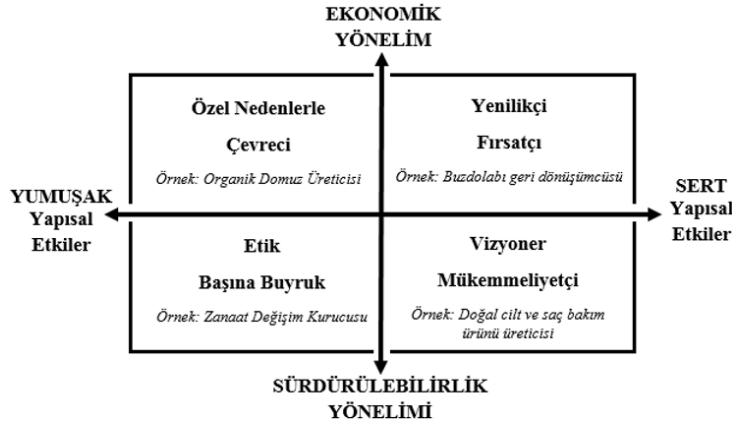 EKONOMİK
YÖNELİM
Özel Nedenlerle
Çevreci
Örnek: Organik Domuz Üreticisi
Yenilikçi
Fırsatçı
Örnek: Buzdolabı geri dönüşümcüsü
YUMUŞAK
Yapısal
Etkiler
SERT
Yapısal
Etkiler
Etik
Başına Buyruk
Örnek: Zanaat Değişim Kurucusu
Vizyoner
Mükemmeliyetçi
Örnek: Doğal cilt ve saç bakım
ürünü üreticisi
SÜRDÜRÜLEBİLİRLİK
YÖNELİMİ